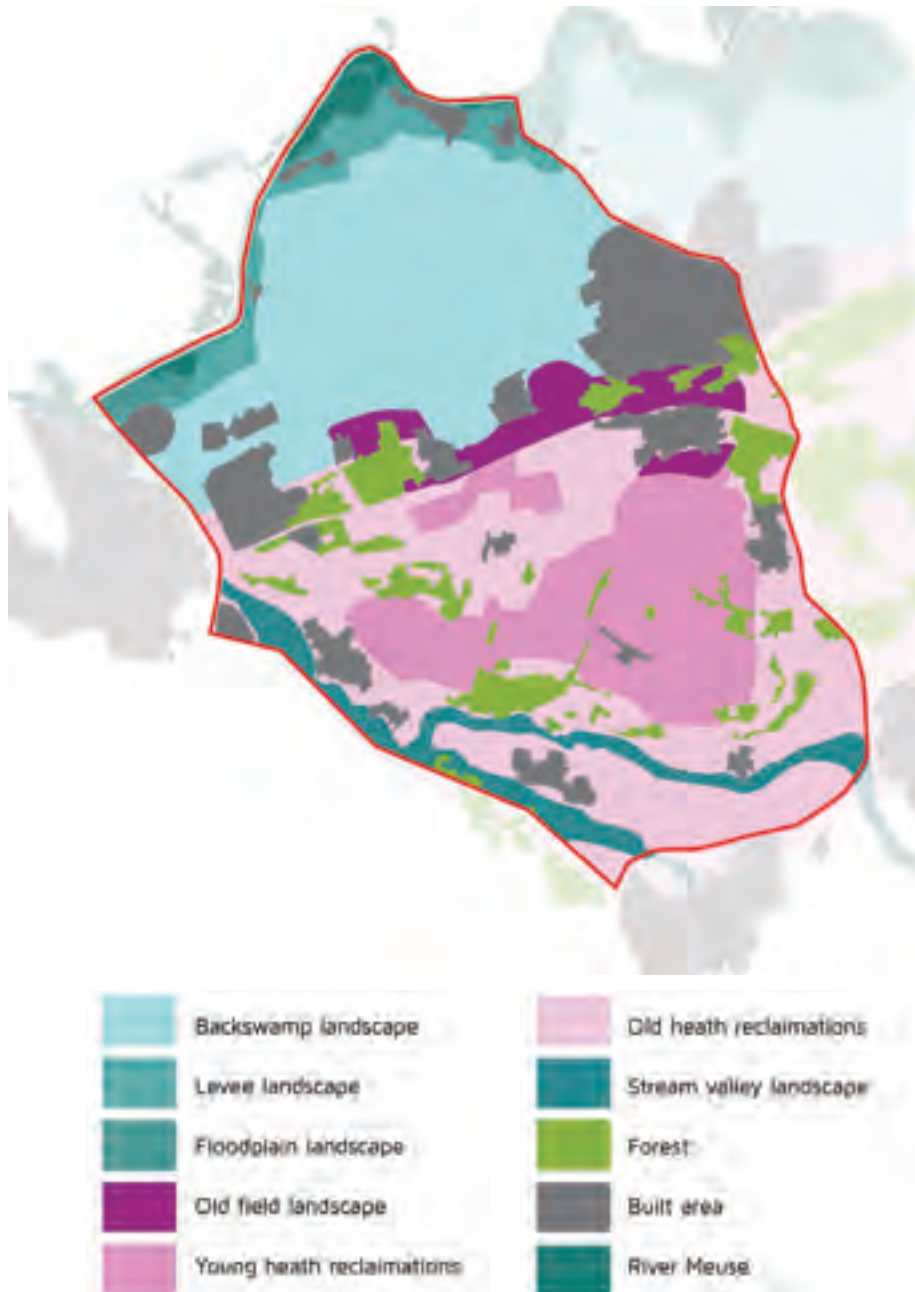 Backswamp landscape
Levee landscape
Floodplain landscape
Old field landscape
Young heath reclaimations
Old heath reclaimations
Stream valley landscape
Forest
Built area
River Meuse